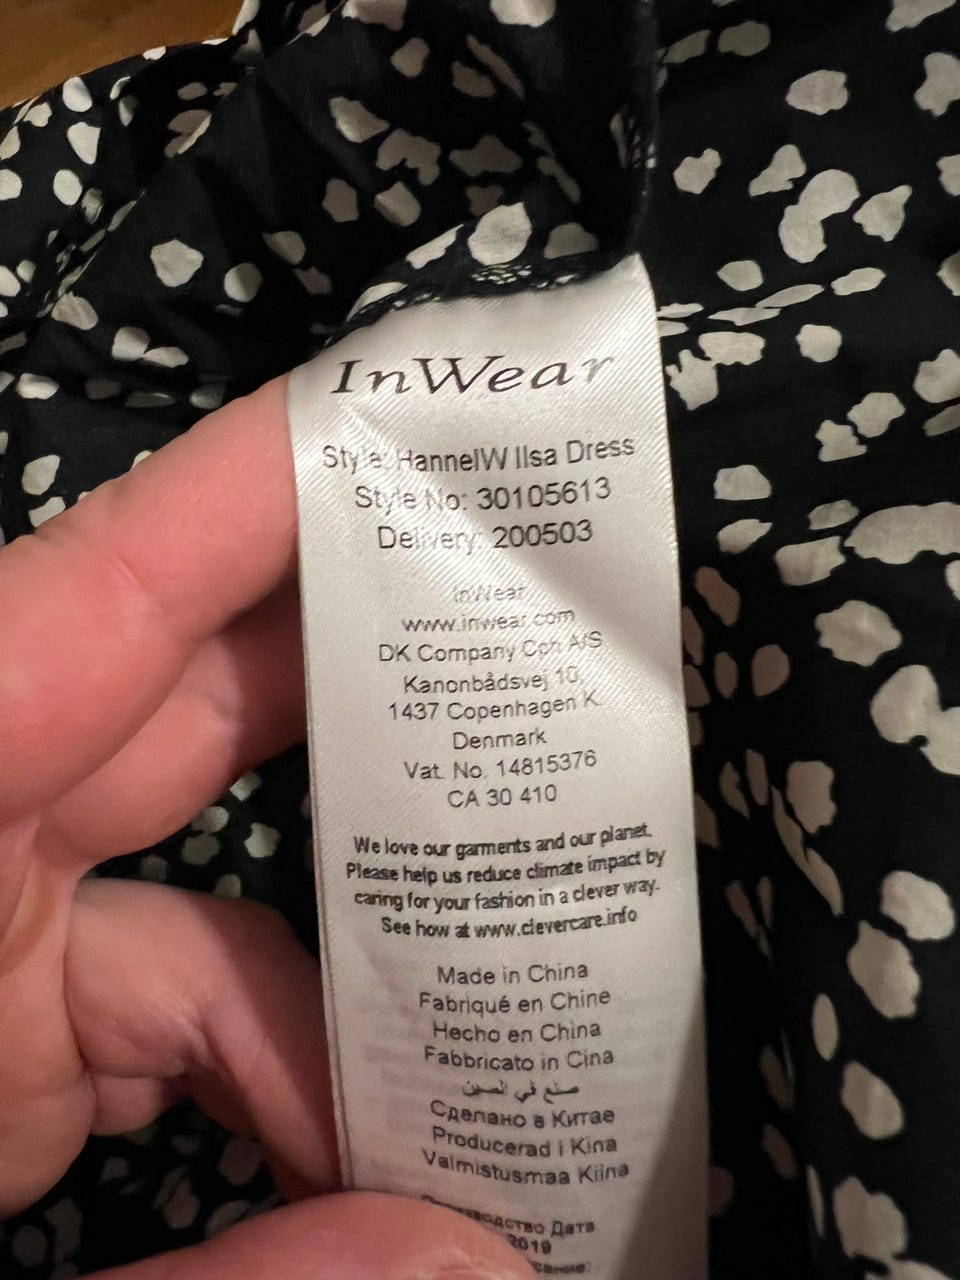 InWear
Style: HanneIW Ilsa Dress
Style No: 30105613
Delivery: 200503
InWear
www.inwear.com
DK Company Cph A/S
Kanonbådsvej 10,
1437 Copenhagen K
Denmark
Vat. No. 14815376
CA 30 410
We love our garments and our planet.
Please help us reduce climate impact by
caring for your fashion in a clever way.
See how at www.clevercare.info
Made in China
Fabriqué en Chine
Hecho en China
Fabbricato in Cina
صنع في الصين
Сделано в Китае
Producerad i Kina
Valmistusmaa Kiina
Дата
2019